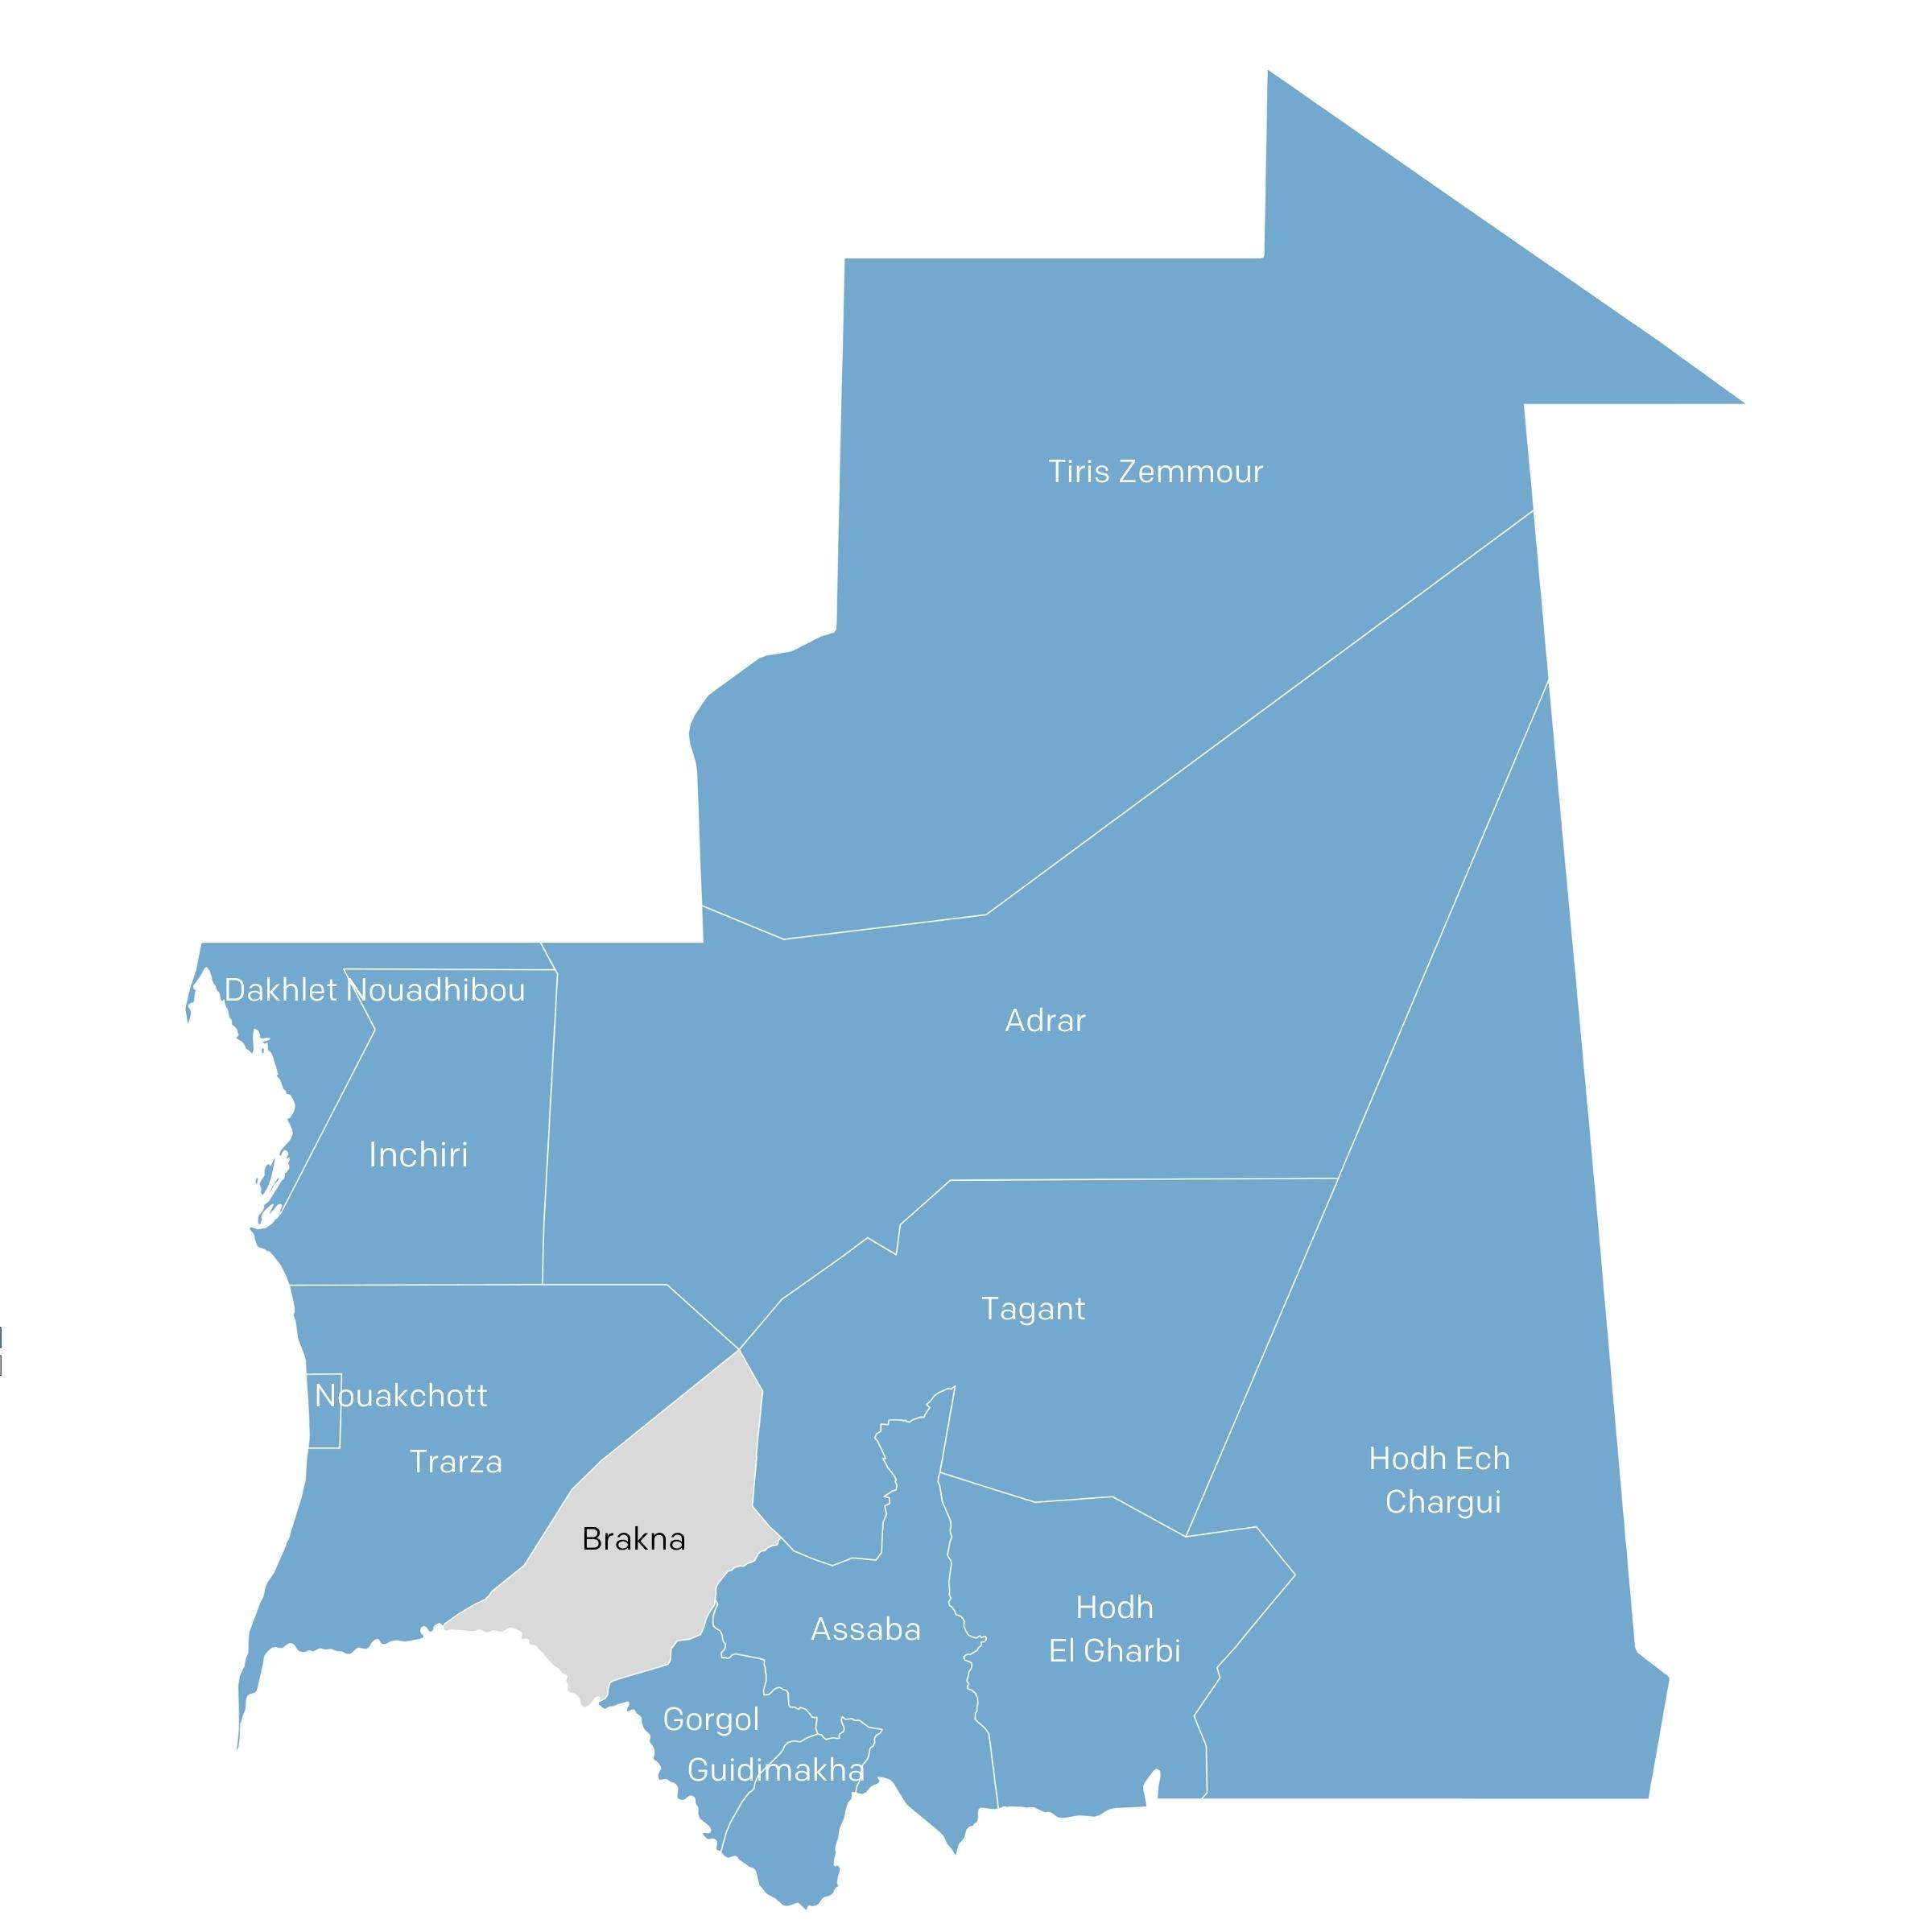 Tiris Zemmour
Dakhlet Nouadhibou
Adrar
Inchiri
Tagant
Nouakchott
Trarza
Hodh Ech
Chargui
Brakna
Hodh
El Gharbi
Assaba
Gorgol
Guidimakha